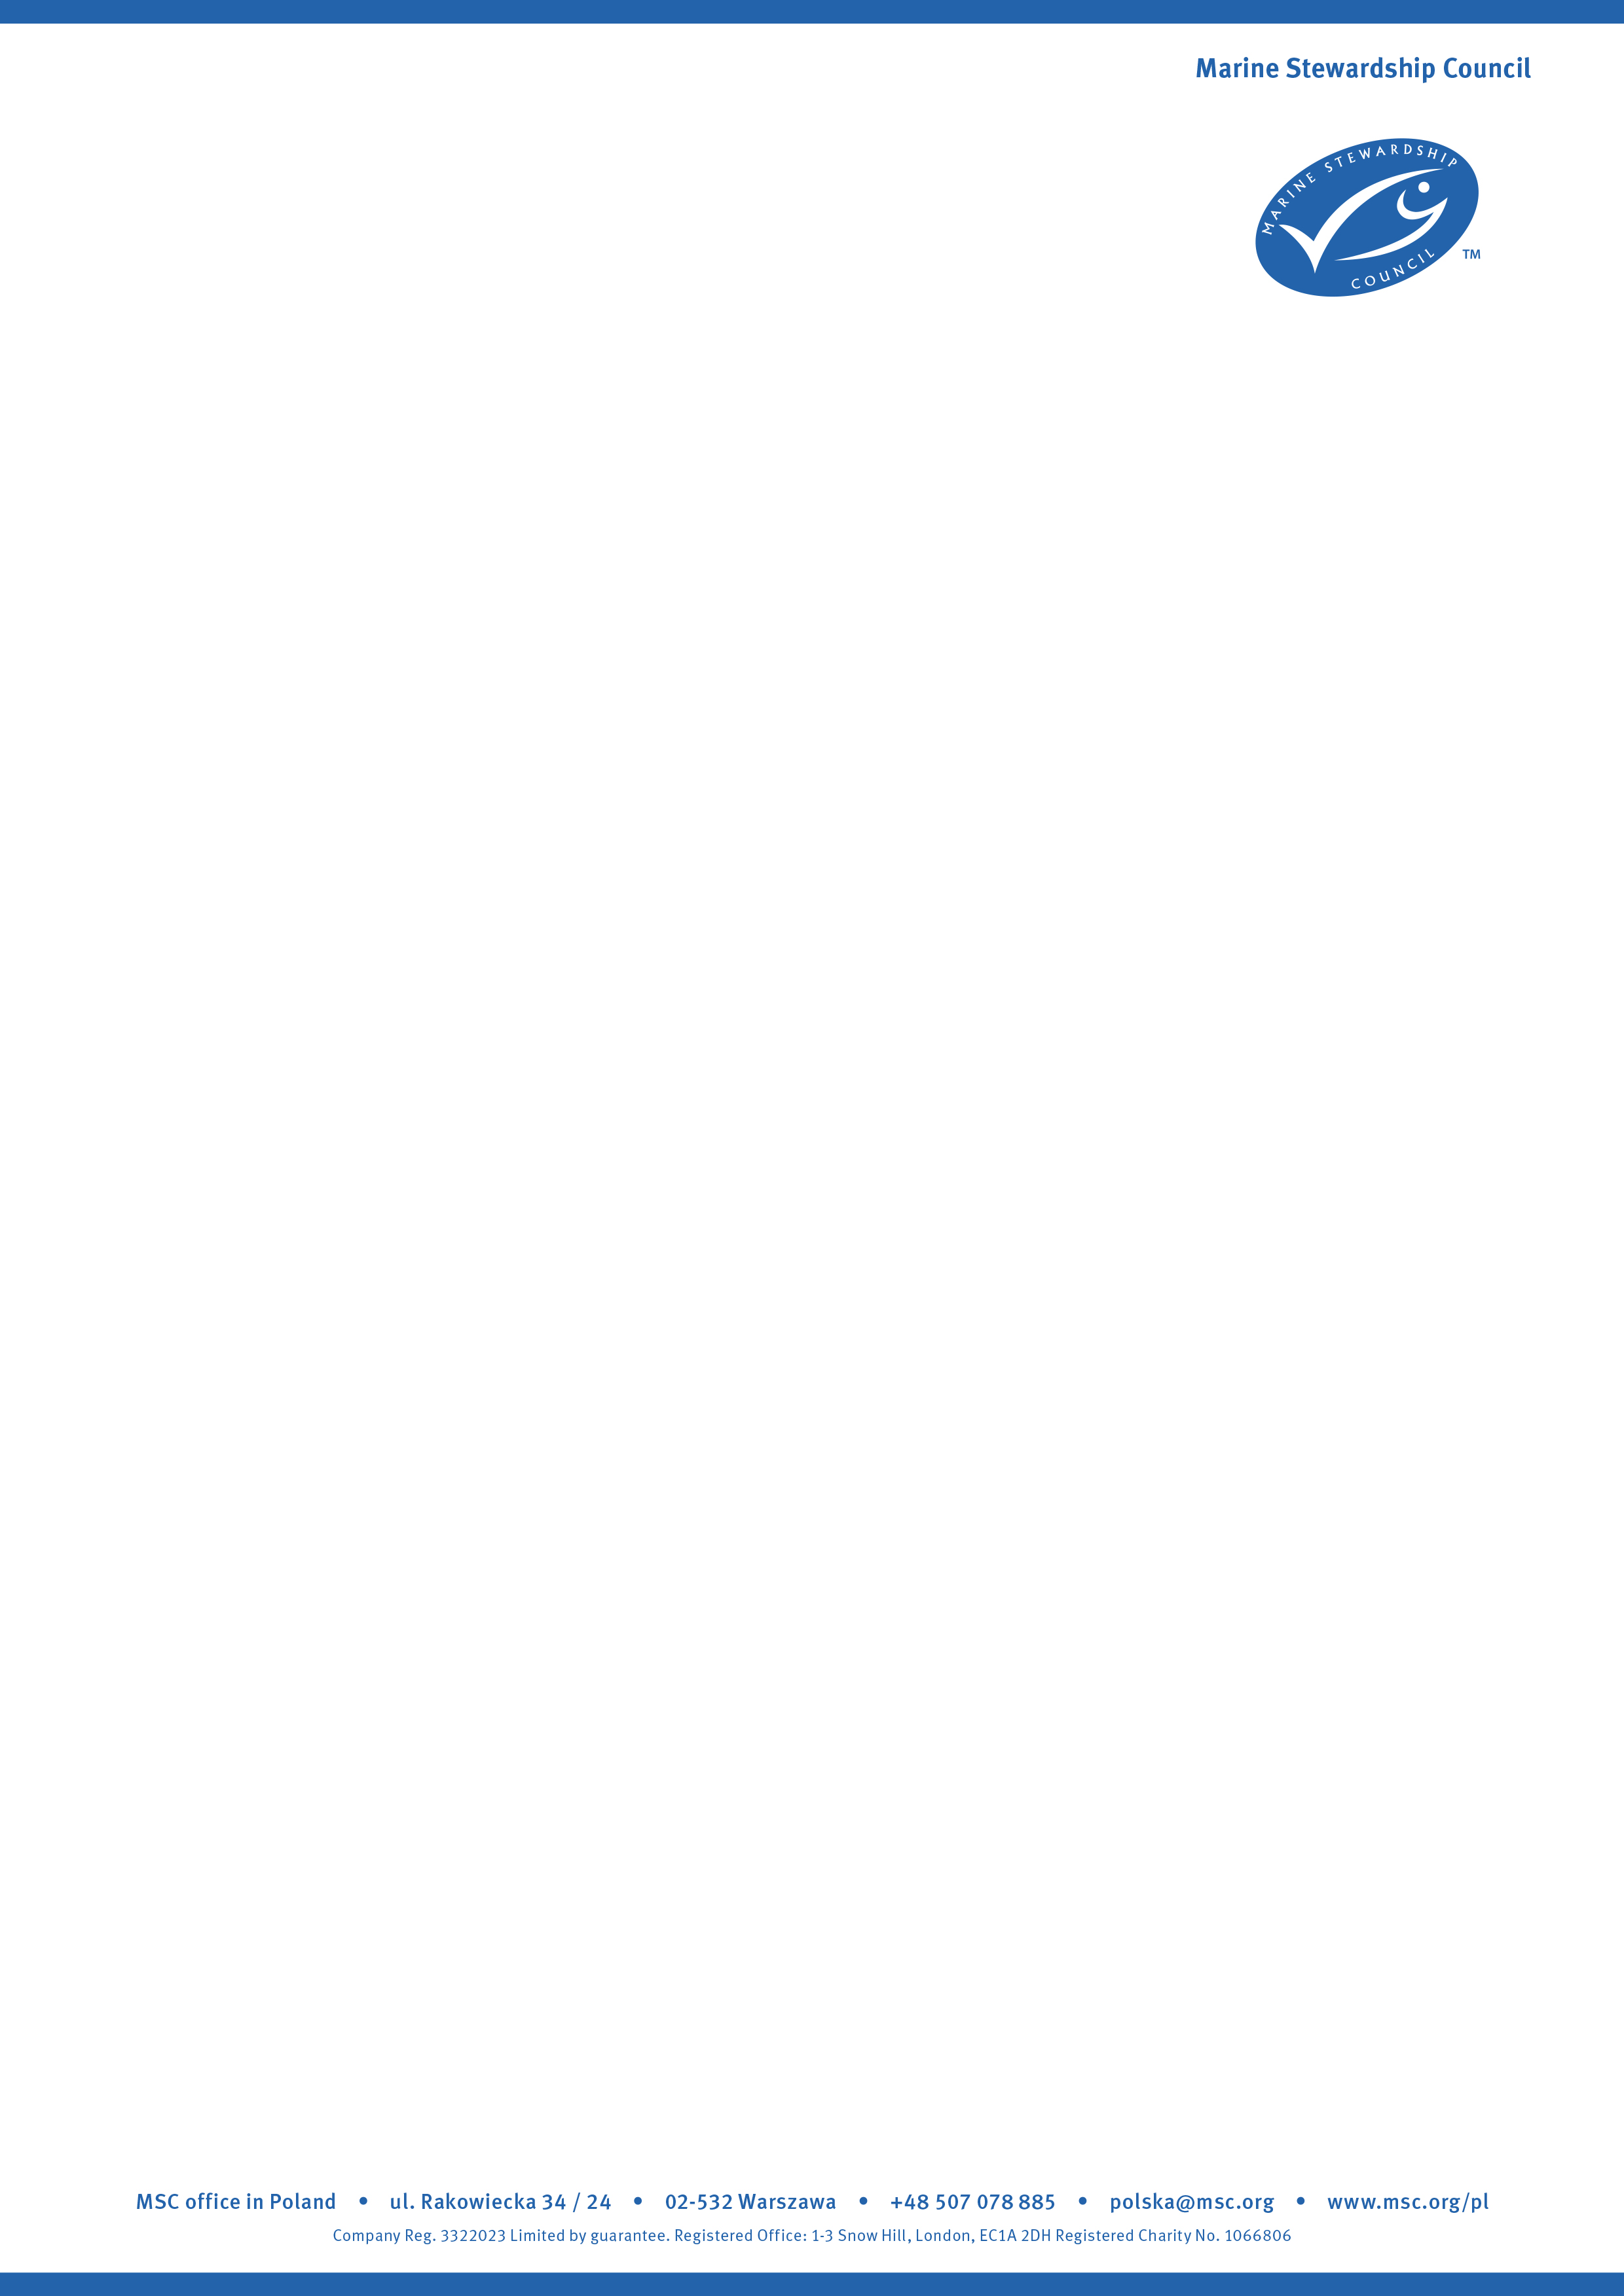 Marine Stewardship Council
MARINE STEWARDSHIP
COUNCIL
TM
MSC office in Poland • ul. Rakowiecka 34 / 24 • 02-532 Warszawa • +48 507 078 885 • polska@msc.org • www.msc.org/pl
Company Reg. 3322023 Limited by guarantee. Registered Office: 1-3 Snow Hill, London, EC1A 2DH Registered Charity No. 1066806